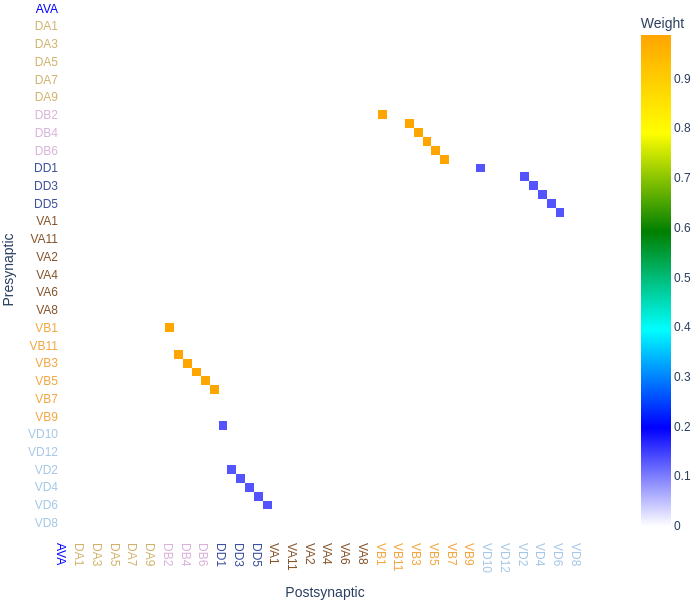 Weight
AVA
DA1
DA3
DA5
DA7
DA9
DB2
DB4
DB6
DD1
DD3
DD5
VA1
VA11
VA2
VA4
VA6
VA8
VB1
VB11
VB3
VB5
VB7
VB9
VD10
VD12
VD2
VD4
VD6
VD8
Presynaptic
0.9
0.8
0.7
0.6
0.5
0.4
0.3
0.2
0.1
0
AVA
DA1
DA3
DA5
DA7
DA9
DB2
DB4
DB6
DD1
DD3
DD5
VA1
VA11
VA2
VA4
VA6
VA8
VB1
VB11
VB3
VB5
VB7
VB9
VD10
VD12
VD2
VD4
VD6
VD8
Postsynaptic